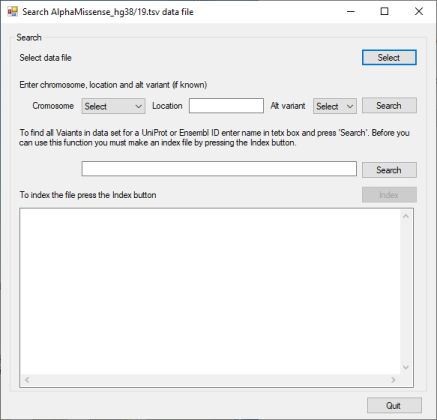 Search AlphaMissense_hg38/19.tsv data file
Search
Select data file
Select
Enter chromosome, location and alt variant (if known)
Cromosome
Select
Location
Alt variant
Select
Search
To find all Vaiants in data set for a UniProt or Ensembl ID enter name in tetx box and press 'Search'. Before you
can use this function you must make an index file by pressing the Index button.
Search
To index the file press the Index button
Index
Quit